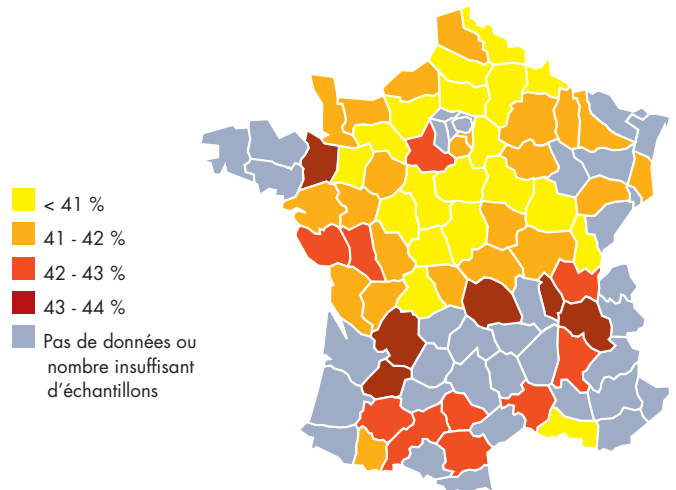 < 41 %
41 - 42 %
42 - 43 %
43 - 44 %
Pas de données ou
nombre insuffisant
d'échantillons